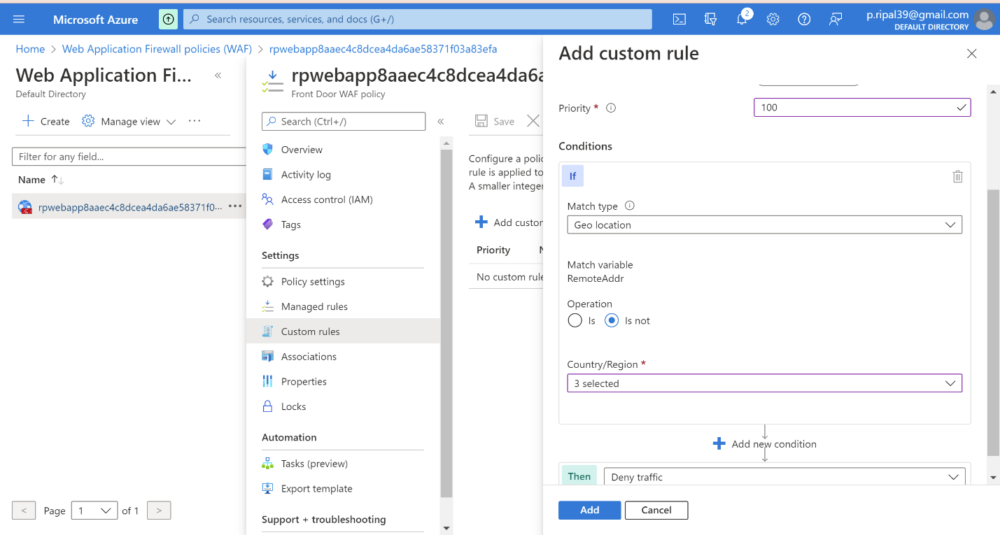 Microsoft Azure
Search resources, services, and docs (G+/)
2
p.ripal39@gmail.com
DEFAULT DIRECTORY
Home > Web Application Firewall policies (WAF) > rpwebapp8aaec4c8dcea4da6ae58371f03a83efa
Web Application Fi...
Default Directory
Create
Manage view
Filter for any field...
Name
rpwebapp8aaec4c8dcea4da6ae58371f0...
< Page 1 of 1 >
rpwebapp8aaec4c8dcea4da6a
Front Door WAF policy
Search (Ctrl+/)
Overview
Activity log
Access control (IAM)
Tags
Settings
Policy settings
Managed rules
Custom rules
Associations
Properties
Locks
Automation
Tasks (preview)
Export template
Support + troubleshooting
Save
Configure a polic
rule is applied to
A smaller integer
Add custor
Priority N
No custom rule
Add custom rule
Priority * 100
Conditions
If
Match type
Geo location
Match variable
RemoteAddr
Operation
Is Is not
Country/Region *
3 selected
Add new condition
Then Deny traffic
Add Cancel